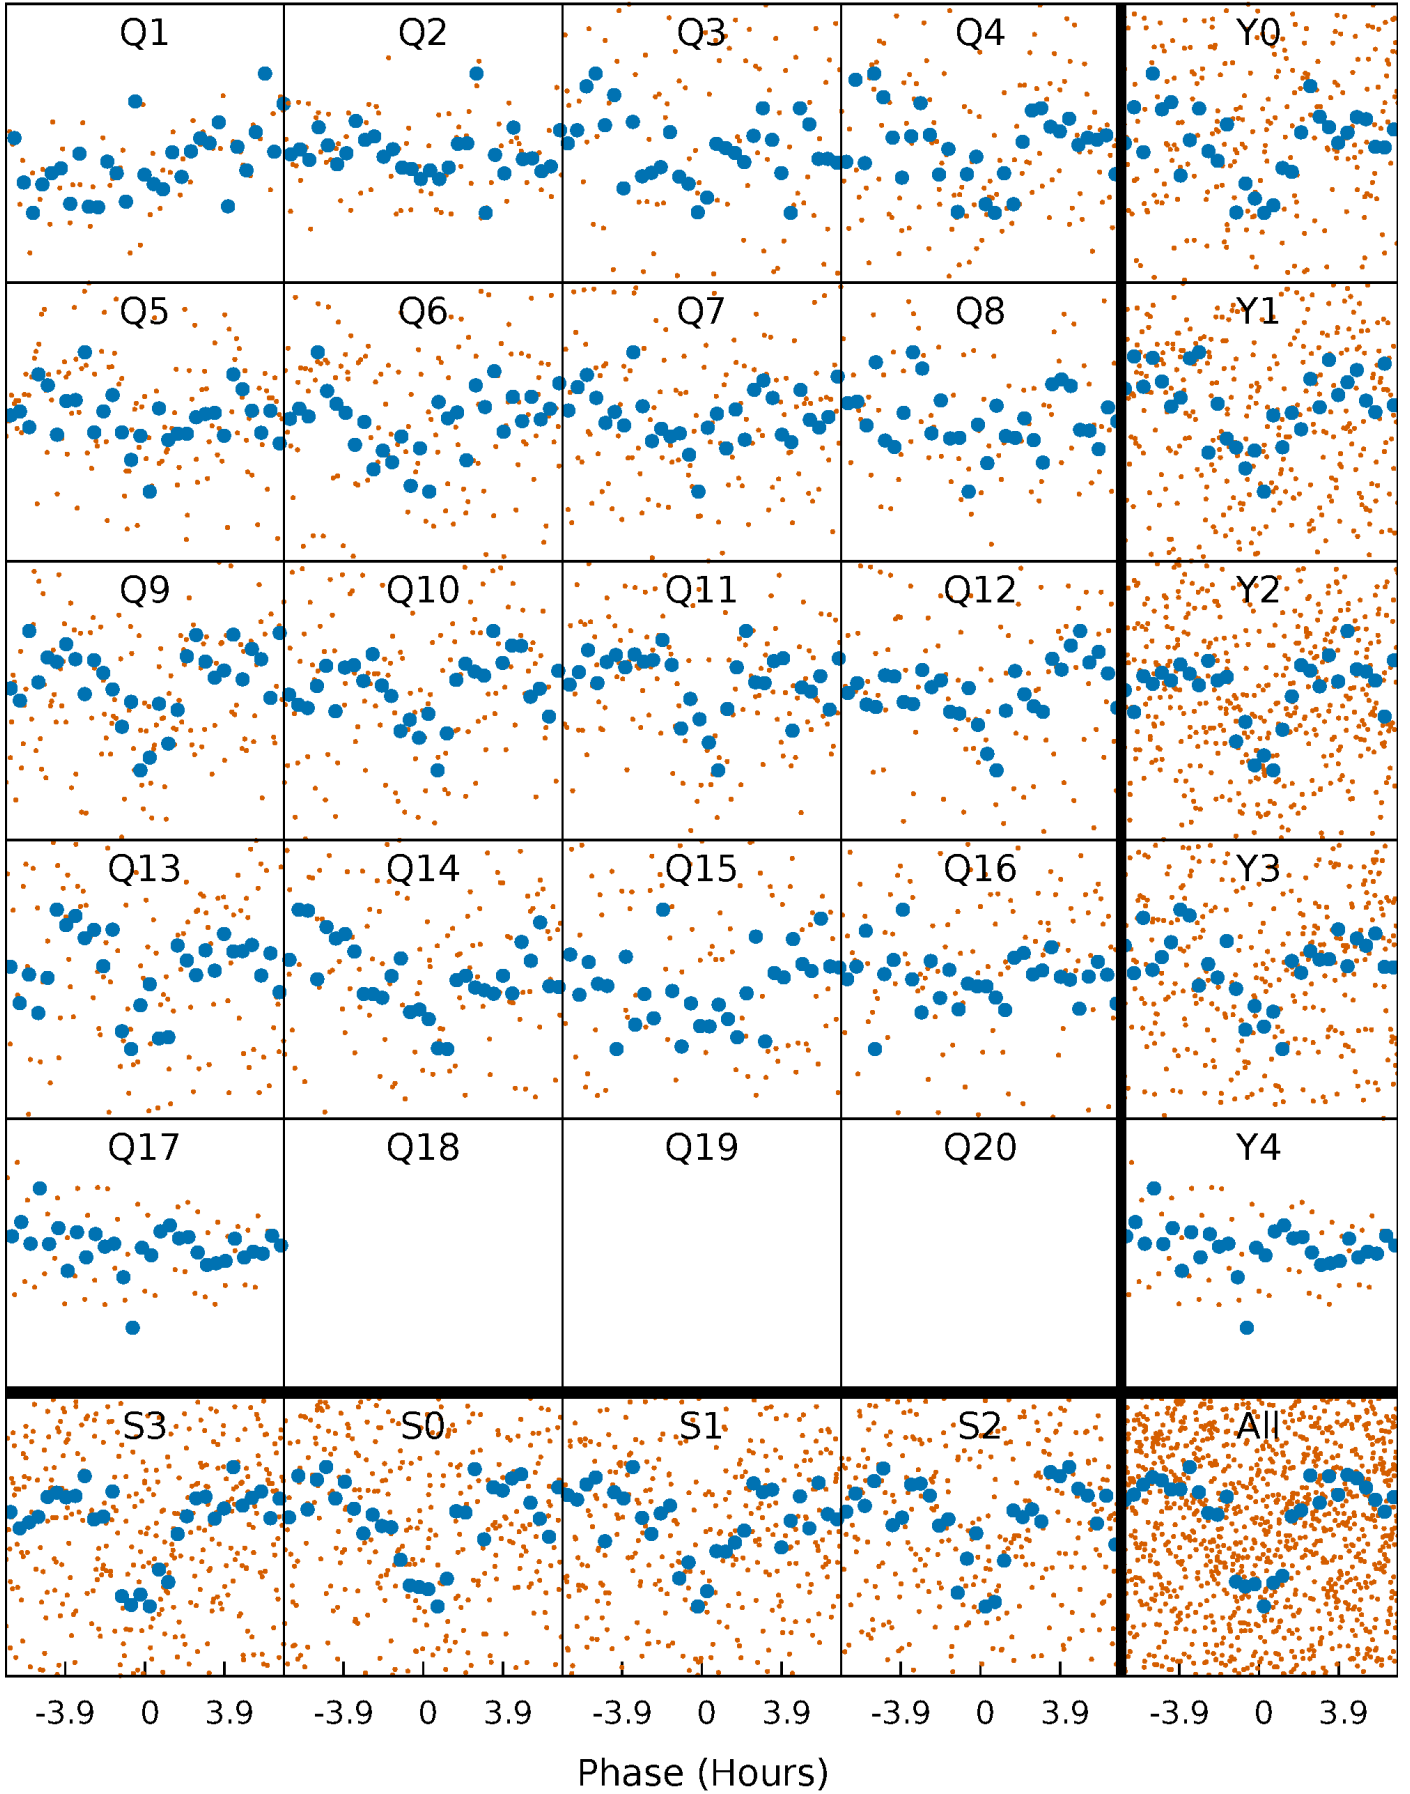 Q1 Q2 Q3 Q4 Y0
Q5 Q6 Q7 Q8 Y1
Q9 Q10 Q11 Q12 Y2
Q13 Q14 Q15 Q16 Y3
Q17 Q18 Q19 Q20 Y4
S3 S0 S1 S2 All
-3.9 0 3.9 -3.9 0 3.9 -3.9 0 3.9 -3.9 0 3.9 -3.9 0 3.9
Phase (Hours)